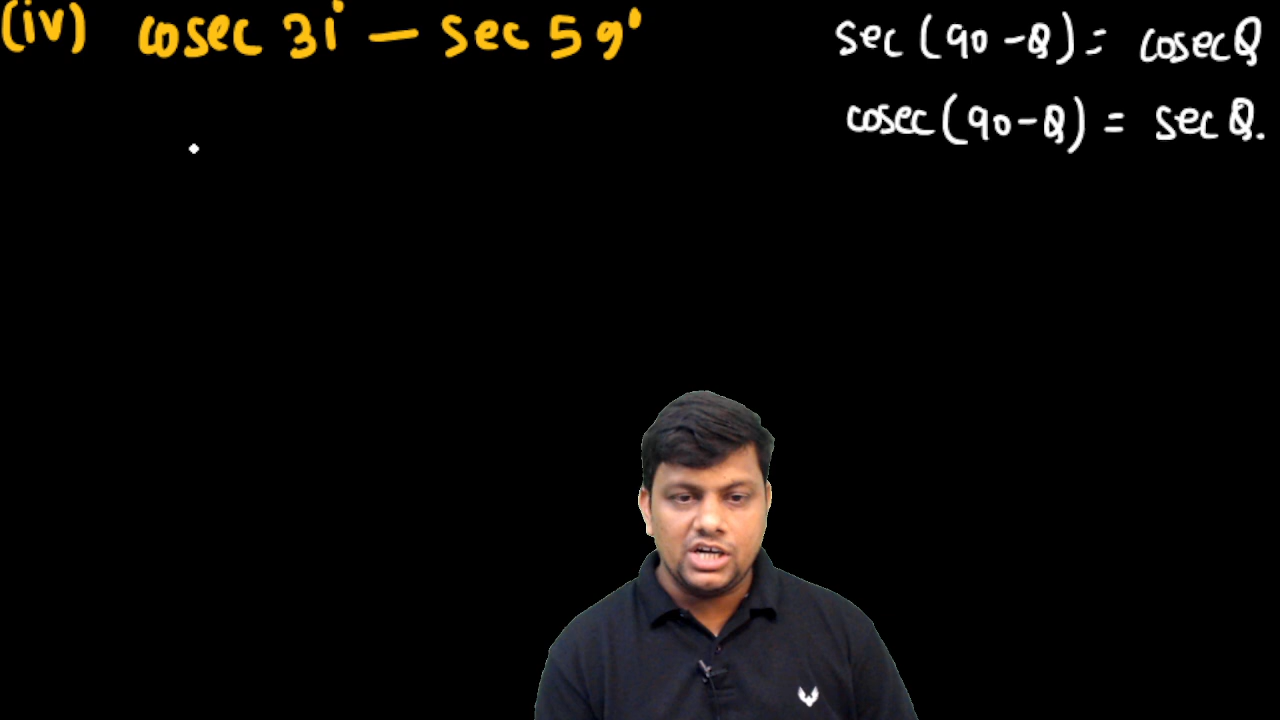 (iv) cosec 31° - sec 59°
sec (90 - θ) = cosec θ
cosec (90 - θ) = sec θ.